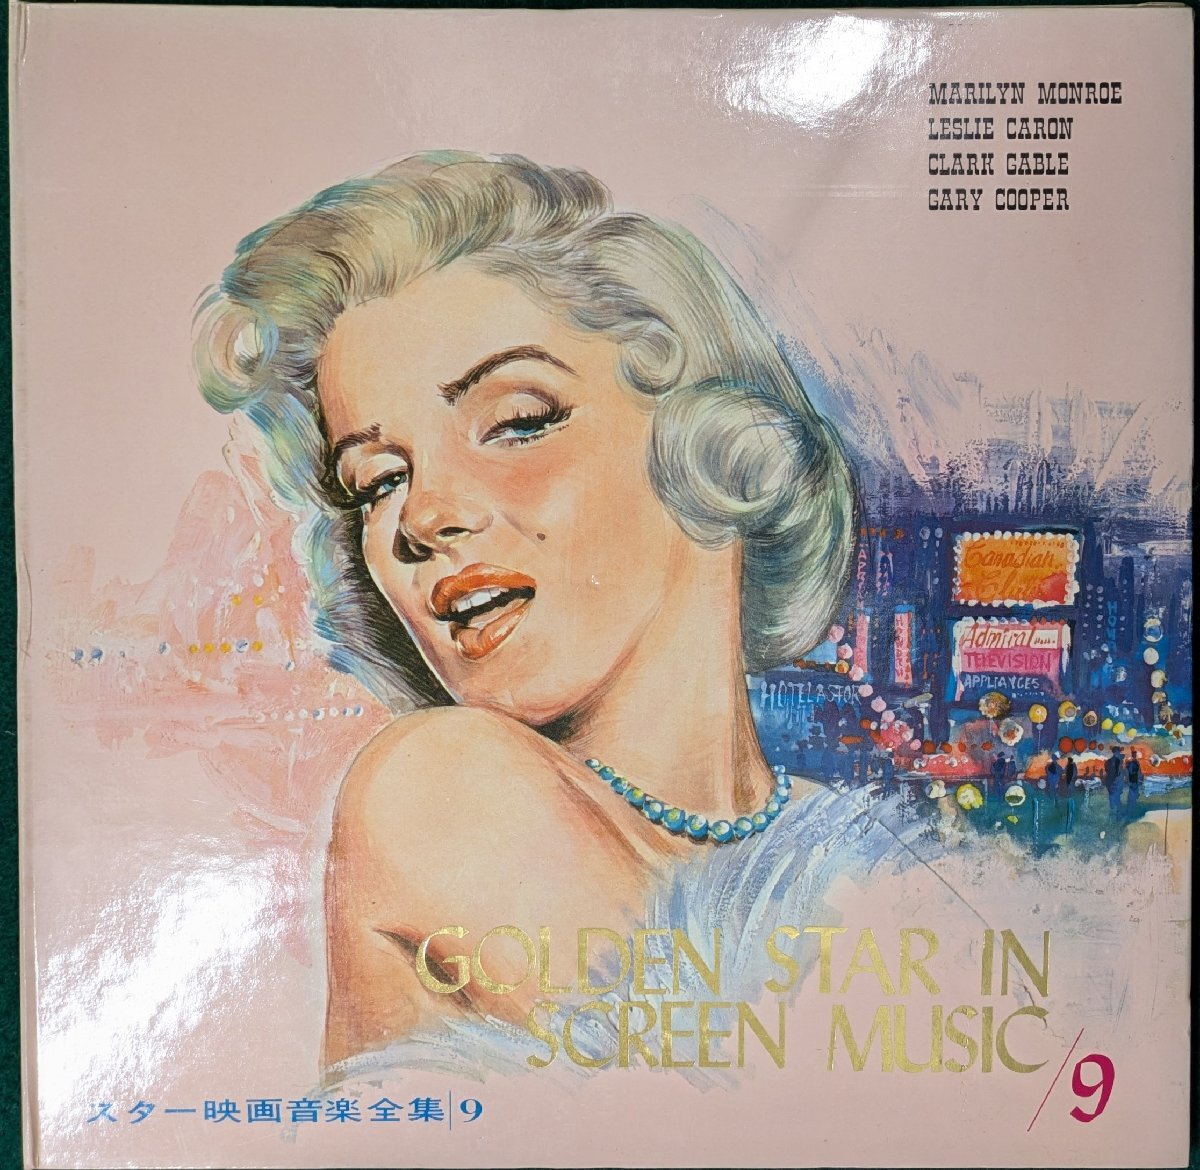 MARILYN MONROE
LESLIE CARON
CLARK GABLE
GARY COOPER
Canadian
Club
Admiral
TELEVISION
APPLIAYCES
HOTEL ASTOR
GOLDEN STAR IN
SCREEN MUSIC/9
スター映画音楽全集|9